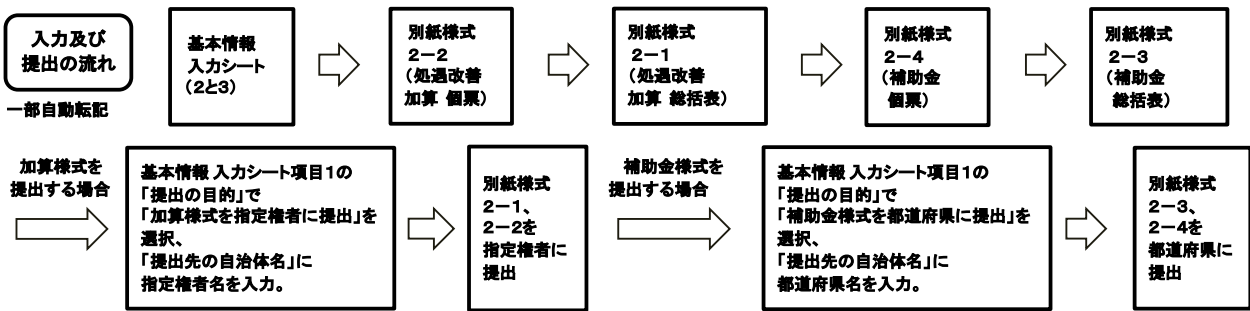 入力及び
提出の流れ
一部自動転記
基本情報
入力シート
(2と3)
別紙様式
2－2
(処遇改善
加算 個票)
別紙様式
2－1
(処遇改善
加算 総括表)
別紙様式
2－4
(補助金
個票)
別紙様式
2－3
(補助金
総括表)
加算様式を
提出する場合
基本情報 入力シート項目1の
「提出の目的」で
「加算様式を指定権者に提出」を
選択、
「提出先の自治体名」に
指定権者名を入力。
別紙様式
2－1、
2－2を
指定権者に
提出
補助金様式を
提出する場合
基本情報 入力シート項目1の
「提出の目的」で
「補助金様式を都道府県に提出」を
選択、
「提出先の自治体名」に
都道府県名を入力。
別紙様式
2－3、
2－4を
都道府県に
提出